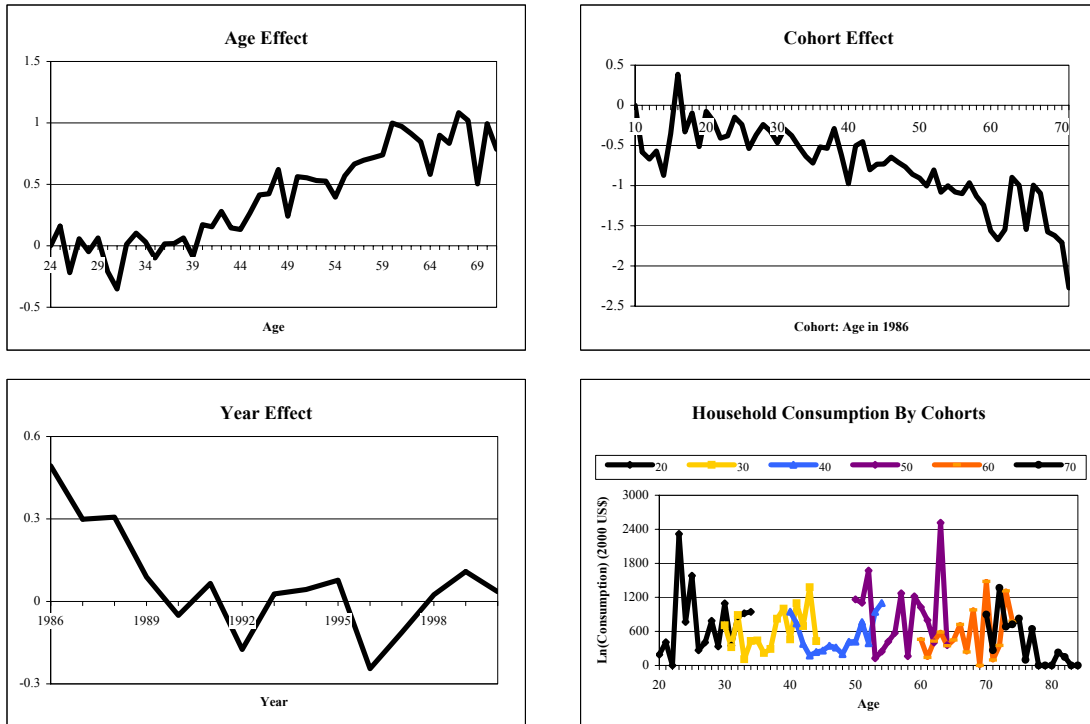 Age Effect
1.5
1
0.5
0
-0.5
24 29 34 39 44 49 54 59 64 69
Age
Cohort Effect
0.5
0
-0.5
-1
-1.5
-2
-2.5
10 20 30 40 50 60 70
Cohort: Age in 1986
Year Effect
0.6
0.3
0
-0.3
1986 1989 1992 1995 1998
Year
Household Consumption By Cohorts
20 30 40 50 60 70
Ln(Consumption) (2000 US$)
3000
2400
1800
1200
600
0
20 30 40 50 60 70 80
Age